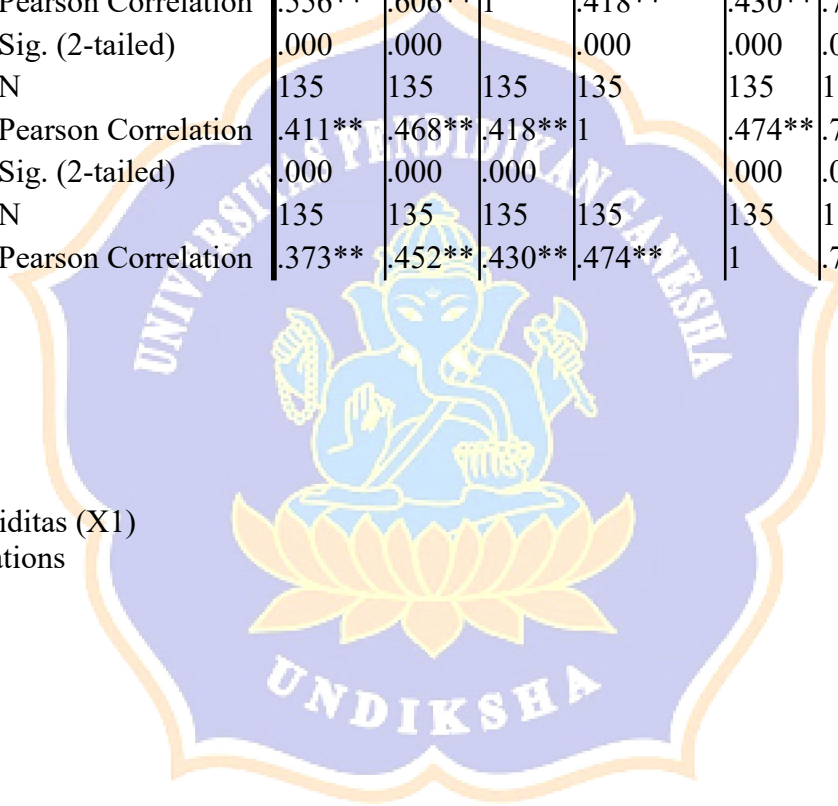 Pearson Correlation .556** .606** 1 .418** .430**
Sig. (2-tailed) .000 .000 .000 .000
N 135 135 135 135 135
Pearson Correlation .411** .468** .418** 1 .474**
Sig. (2-tailed) .000 .000 .000 .000
N 135 135 135 135 135
Pearson Correlation .373** .452** .430** .474** 1
UNIVERSITAS PENDIDIKAN GANESHA
iditas (X1)
ations
UNDIKSHA